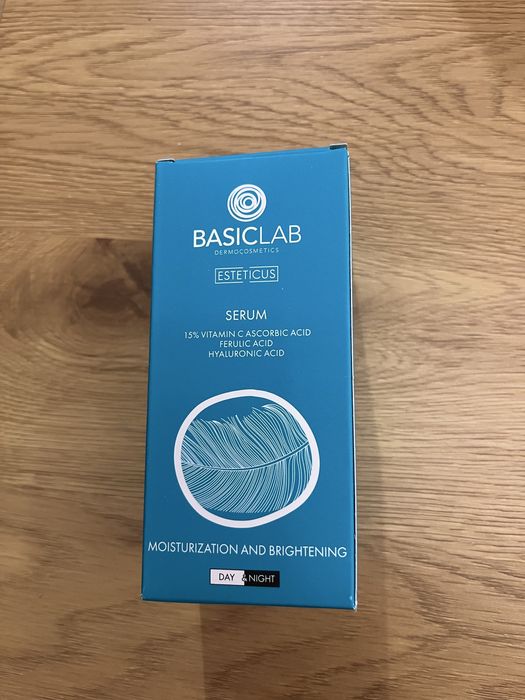 BASICLAB
DERMOCOSMETICS
ESTETICUS
SERUM
15% VITAMIN C ASCORBIC ACID
FERULIC ACID
HYALURONIC ACID
MOISTURIZATION AND BRIGHTENING
DAY & NIGHT